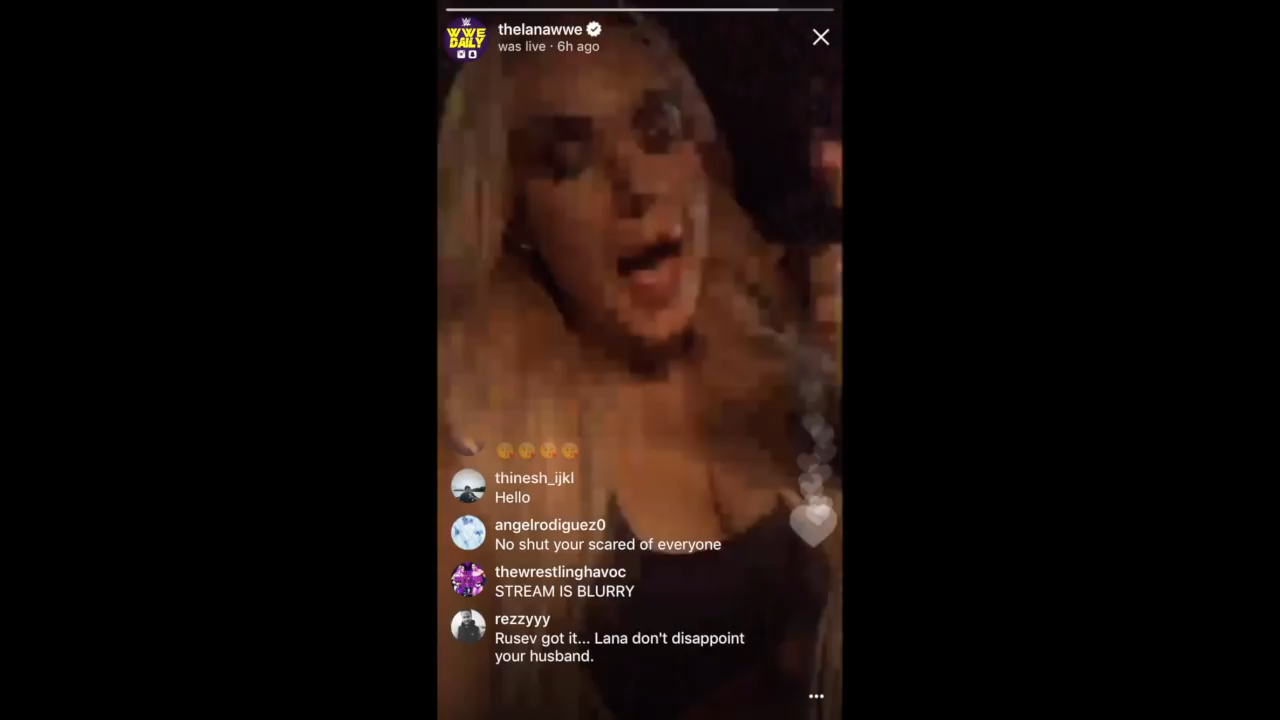 WWE
DAILY
thelanawwe
was live · 6h ago
thinesh_ijkl
Hello
angelrodiguez0
No shut your scared of everyone
thewrestlinghavoc
STREAM IS BLURRY
rezzyyy
Rusev got it... Lana don't disappoint
your husband.